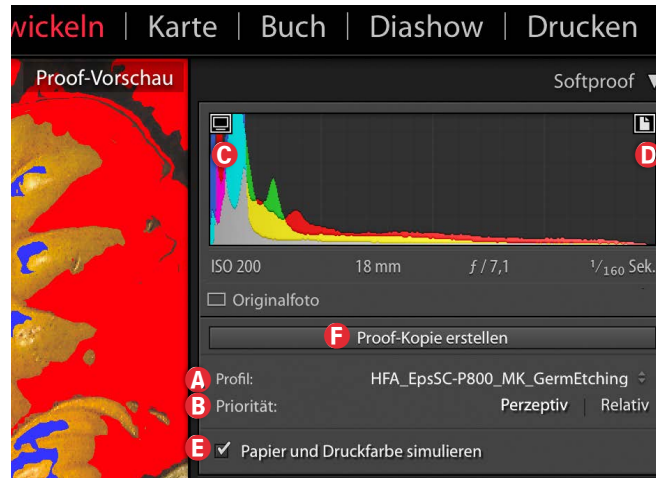 wickeln | Karte | Buch | Diashow | Drucken
Proof-Vorschau
Softproof
C
D
ISO 200 18 mm ƒ / 7,1 1/160 Sek.
Originalfoto
F Proof-Kopie erstellen
A Profil: HFA_EpsSC-P800_MK_GermEtching
B Priorität: Perzeptiv Relativ
E Papier und Druckfarbe simulieren